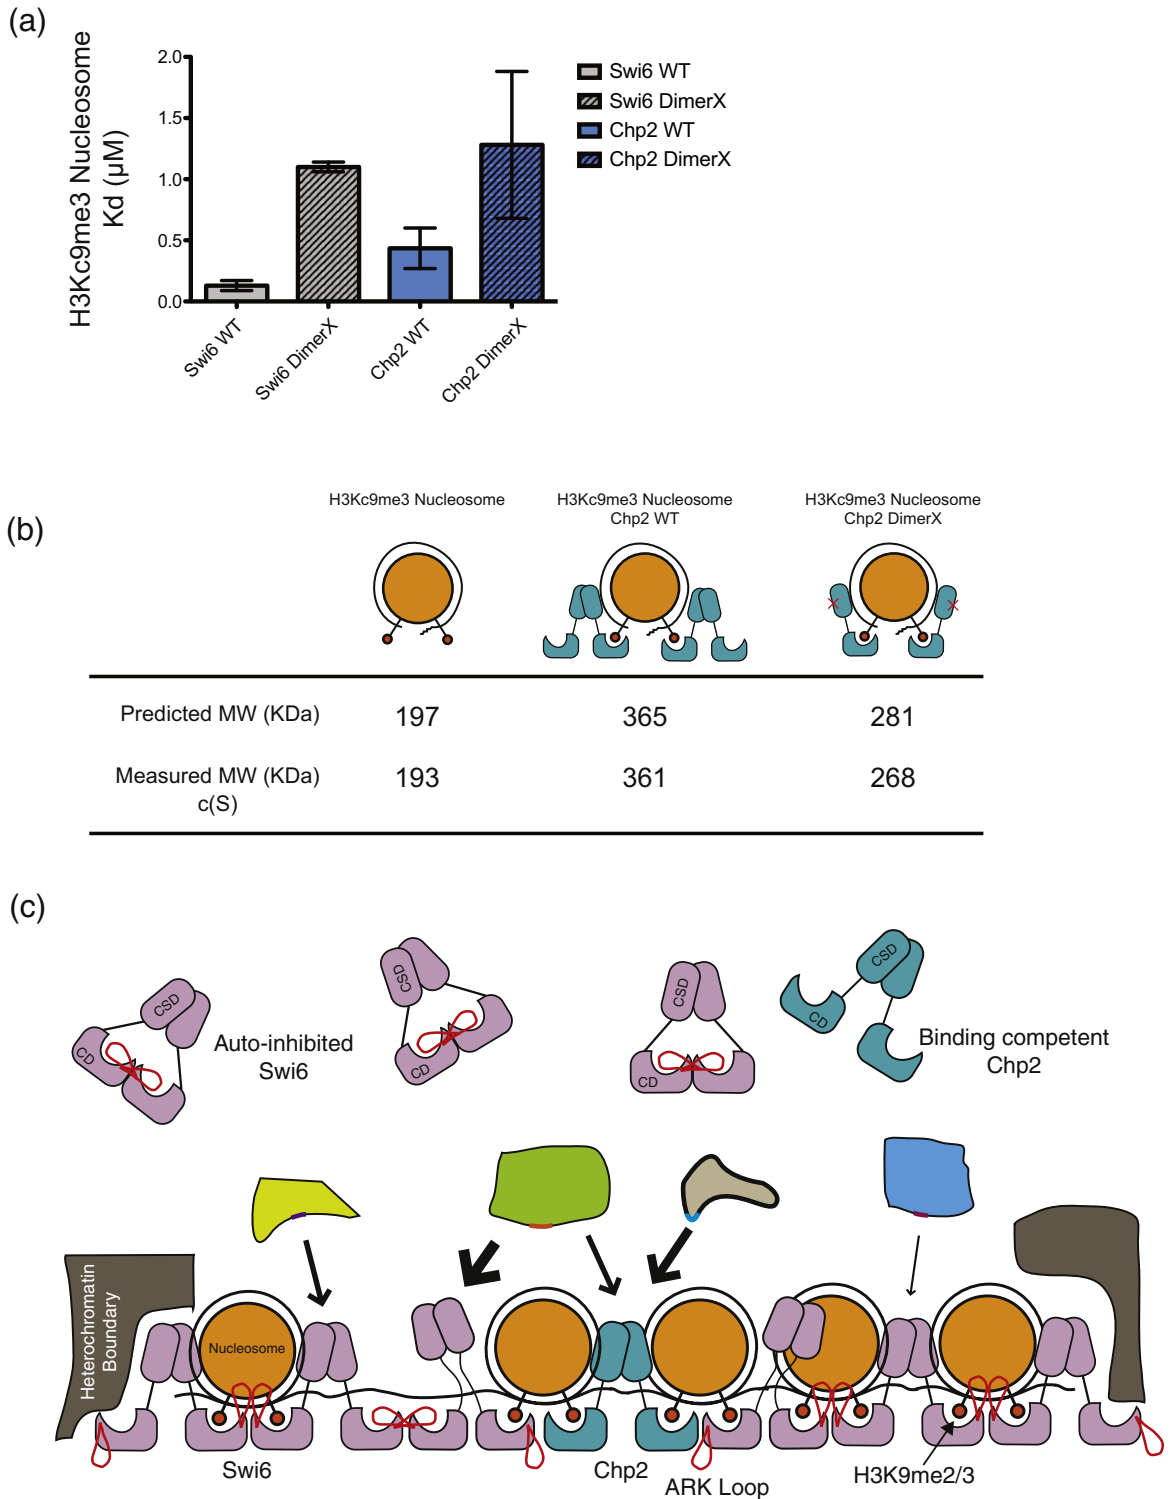 (a)
H3Kc9me3 Nucleosome
Kd (µM)
2.0
1.5
1.0
0.5
0.0
Swi6 WT
Swi6 DimerX
Chp2 WT
Chp2 DimerX
Swi6 WT
Swi6 DimerX
Chp2 WT
Chp2 DimerX
(b)
H3Kc9me3 Nucleosome
H3Kc9me3 Nucleosome
Chp2 WT
H3Kc9me3 Nucleosome
Chp2 DimerX
Predicted MW (KDa)
197
365
281
Measured MW (KDa)
c(S)
193
361
268
(c)
CSD
CD
Auto-inhibited
Swi6
CSD
CD
CSD
CD
CSD
CD
Binding competent
Chp2
Heterochromatin
Boundary
Nucleosome
Swi6
Chp2
ARK Loop
H3K9me2/3